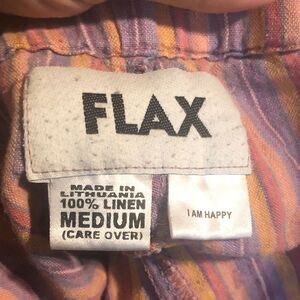 FLAX
MADE IN
LITHUANIA
100% LINEN
MEDIUM
(CARE OVER)
I AM HAPPY